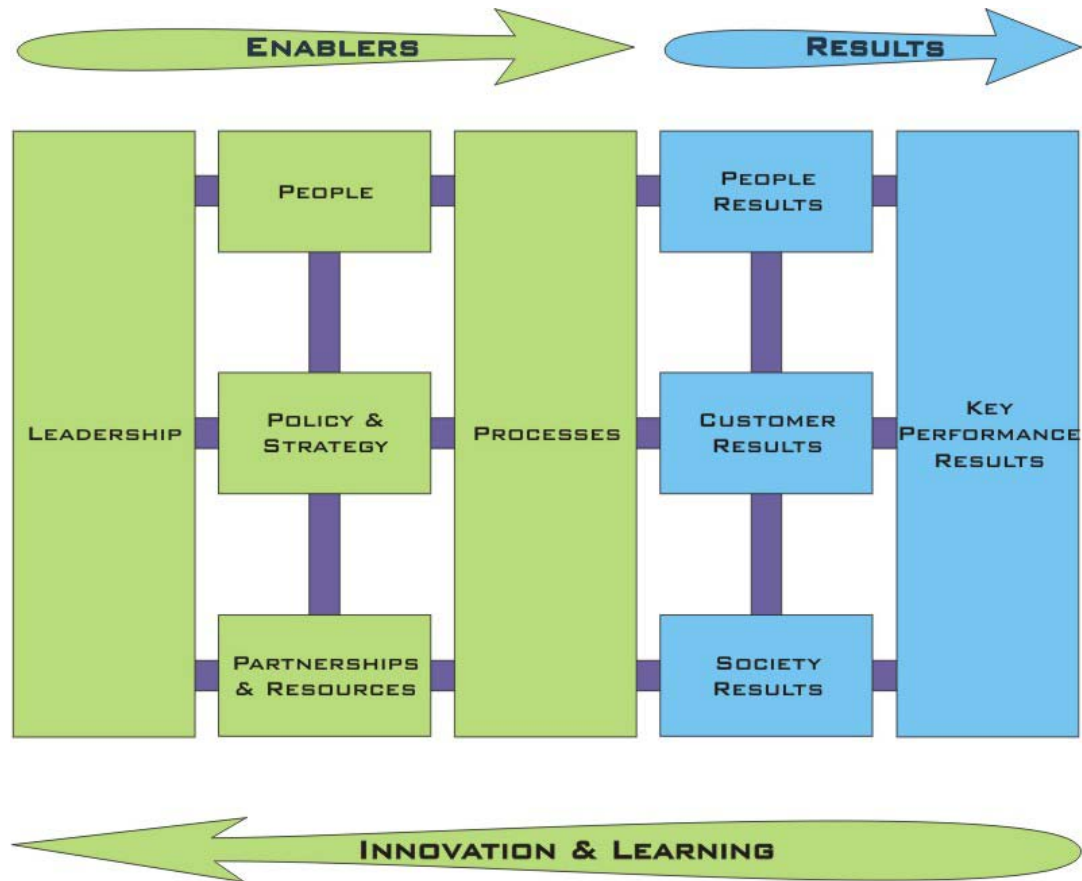 ENABLERS
RESULTS
LEADERSHIP
PEOPLE
POLICY &
STRATEGY
PARTNERSHIPS
& RESOURCES
PROCESSES
PEOPLE
RESULTS
CUSTOMER
RESULTS
SOCIETY
RESULTS
KEY
PERFORMANCE
RESULTS
INNOVATION & LEARNING